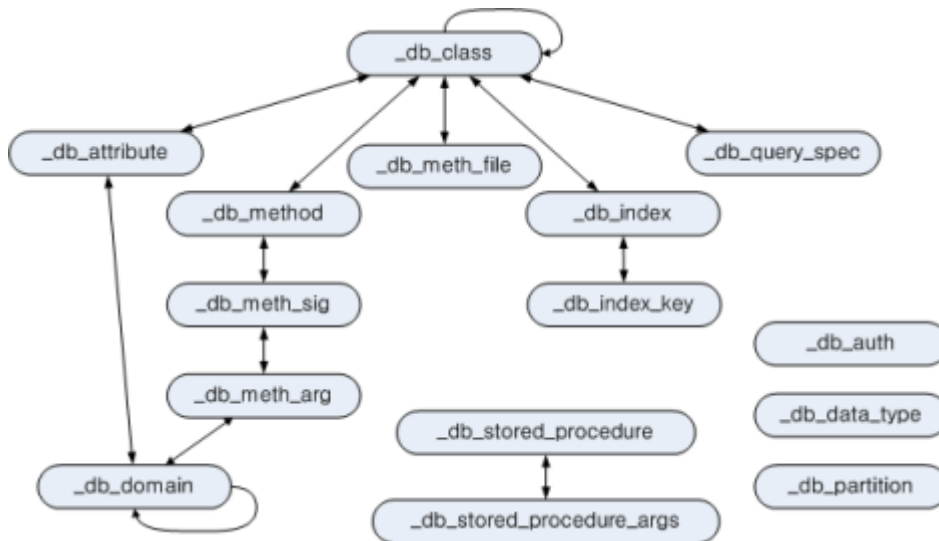 _db_class
_db_attribute
_db_meth_file
_db_query_spec
_db_method
_db_index
_db_meth_sig
_db_index_key
_db_auth
_db_meth_arg
_db_data_type
_db_stored_procedure
_db_domain
_db_partition
_db_stored_procedure_args